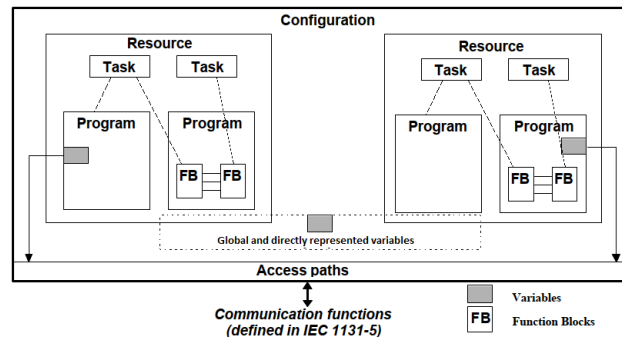 Configuration
Resource Resource
Task Task Task Task
Program Program Program Program
FB FB FB FB
Global and directly represented variables
Access paths
Communication functions
(defined in IEC 1131-5)
Variables
FB Function Blocks